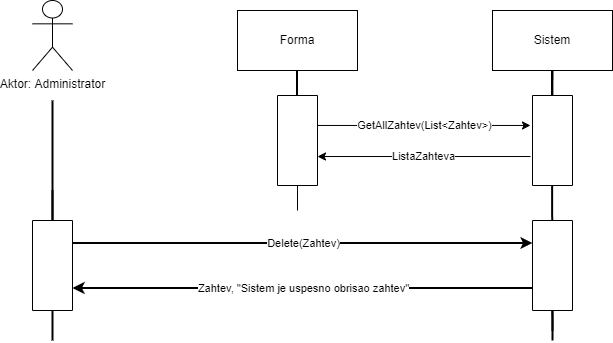 Forma
Sistem
Aktor: Administrator
GetAllZahtev(List<Zahtev>)
ListaZahteva
Delete(Zahtev)
Zahtev, "Sistem je uspesno obrisao zahtev"